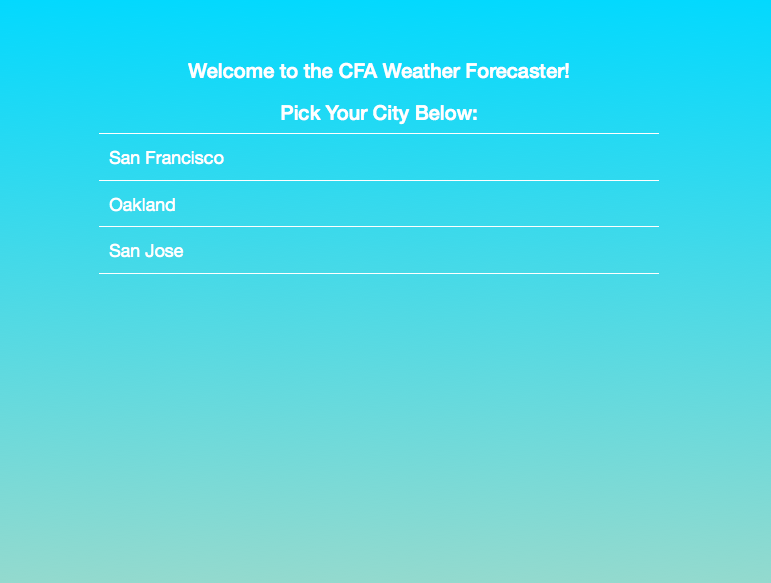 Welcome to the CFA Weather Forecaster!
Pick Your City Below:
San Francisco
Oakland
San Jose